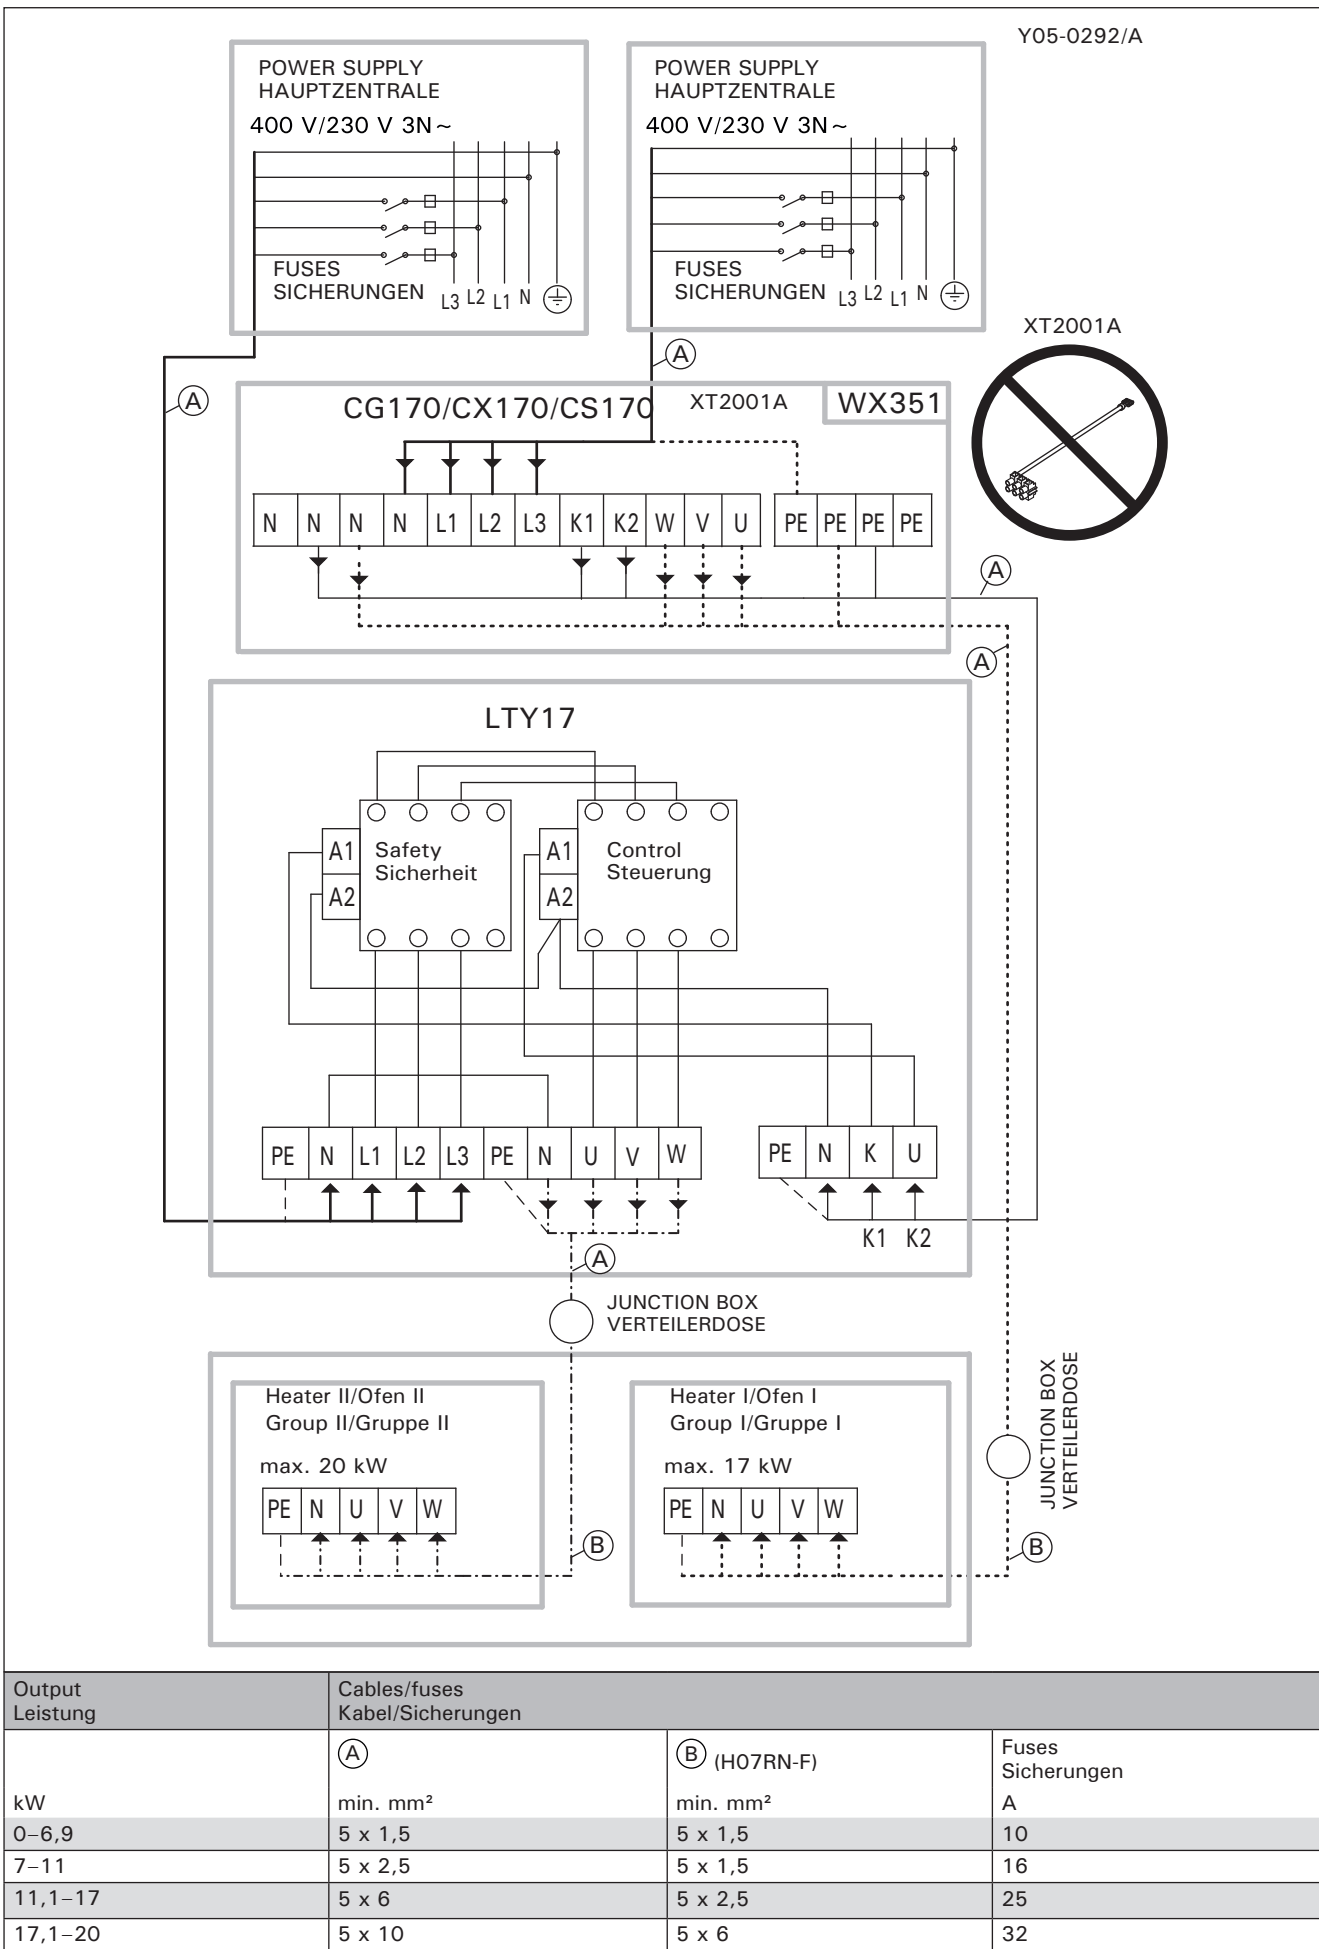 Y05-0292/A
POWER SUPPLY
HAUPTZENTRALE
400 V/230 V 3N~
FUSES
SICHERUNGEN
L3 L2 L1 N
POWER SUPPLY
HAUPTZENTRALE
400 V/230 V 3N~
FUSES
SICHERUNGEN
L3 L2 L1 N
XT2001A
A
A
CG170/CX170/CS170
XT2001A
WX351
N N N N L1 L2 L3 K1 K2 W V U PE PE PE PE
A
A
LTY17
A1
A2
Safety
Sicherheit
A1
A2
Control
Steuerung
PE N L1 L2 L3 PE N U V W
PE N K U
K1 K2
A
JUNCTION BOX
VERTEILERDOSE
Heater II/Ofen II
Group II/Gruppe II
max. 20 kW
PE N U V W
B
Heater I/Ofen I
Group I/Gruppe I
max. 17 kW
PE N U V W
B
JUNCTION BOX
VERTEILERDOSE
Output
Leistung
Cables/fuses
Kabel/Sicherungen
A
B (H07RN-F)
Fuses
Sicherungen
kW min. mm² min. mm² A
0–6,9 5 x 1,5 5 x 1,5 10
7–11 5 x 2,5 5 x 1,5 16
11,1–17 5 x 6 5 x 2,5 25
17,1–20 5 x 10 5 x 6 32